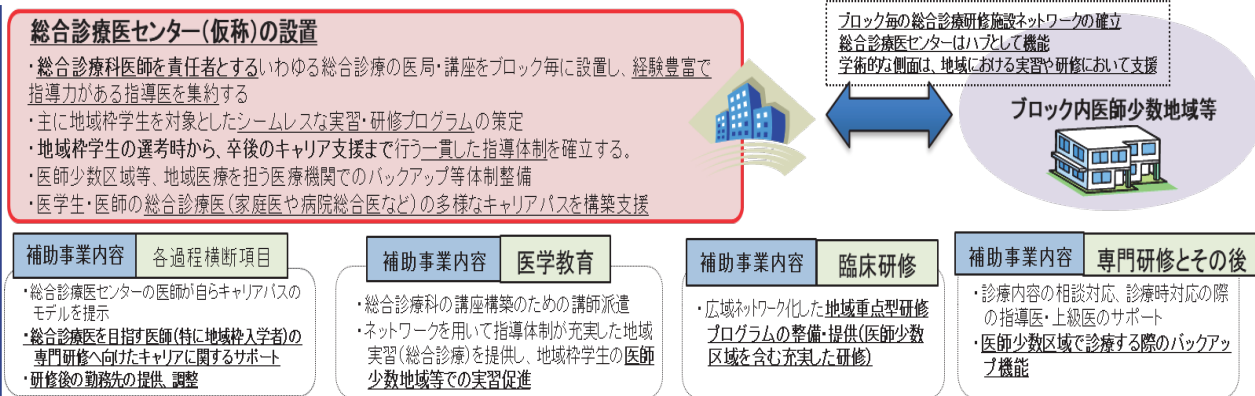 総合診療医センター(仮称)の設置
・総合診療科医師を責任者とするいわゆる総合診療の医局・講座をブロック毎に設置し、経験豊富で
指導力がある指導医を集約する
・主に地域枠学生を対象としたシームレスな実習・研修プログラムの策定
・地域枠学生の選考時から、卒後のキャリア支援まで行う一貫した指導体制を確立する。
・医師少数区域等、地域医療を担う医療機関でのバックアップ等体制整備
・医学生・医師の総合診療医(家庭医や病院総合医など)の多様なキャリアパスを構築支援
ブロック毎の総合診療研修施設ネットワークの確立
総合診療医センターはハブとして機能
学術的な側面は、地域における実習や研修において支援
ブロック内医師少数地域等
補助事業内容 各過程横断項目
・総合診療医センターの医師が自らキャリアパスの
モデルを提示
・総合診療医を目指す医師(特に地域枠入学者)の
専門研修へ向けたキャリアに関するサポート
・研修後の勤務先の提供、調整
補助事業内容 医学教育
・総合診療科の講座構築のための講師派遣
・ネットワークを用いて指導体制が充実した地域
実習(総合診療)を提供し、地域枠学生の医師
少数地域等での実習促進
補助事業内容 臨床研修
・広域ネットワーク化した地域重点型研修
プログラムの整備・提供(医師少数
区域を含む充実した研修)
補助事業内容 専門研修とその後
・診療内容の相談対応、診療時対応の際
の指導医・上級医のサポート
・医師少数区域で診療する際のバックアッ
プ機能